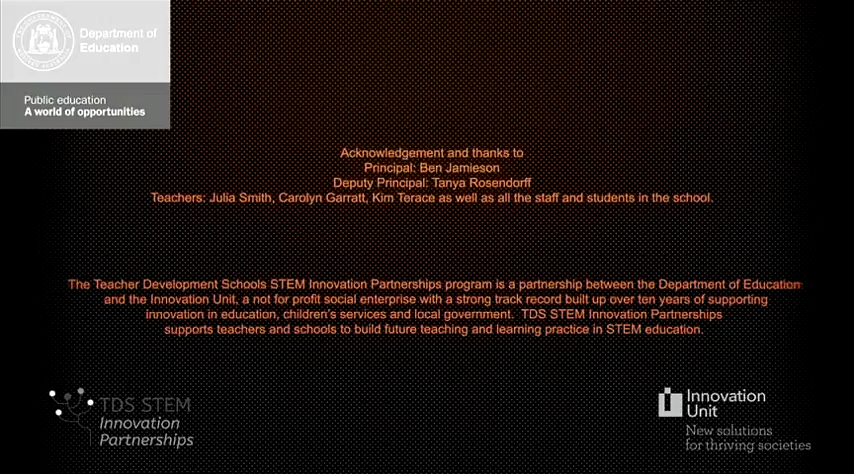 Department of
Education
Public education
A world of opportunities
Acknowledgement and thanks to
Principal: Ben Jamieson
Deputy Principal: Tanya Rosendorff
Teachers: Julia Smith, Carolyn Garratt, Kim Terace as well as all the staff and students in the school.
The Teacher Development Schools STEM Innovation Partnerships program is a partnership between the Department of Education
and the Innovation Unit, a not for profit social enterprise with a strong track record built up over ten years of supporting
innovation in education, children's services and local government. TDS STEM Innovation Partnerships
supports teachers and schools to build future teaching and learning practice in STEM education.
TDS STEM
Innovation
Partnerships
Innovation
Unit
New solutions
for thriving societies